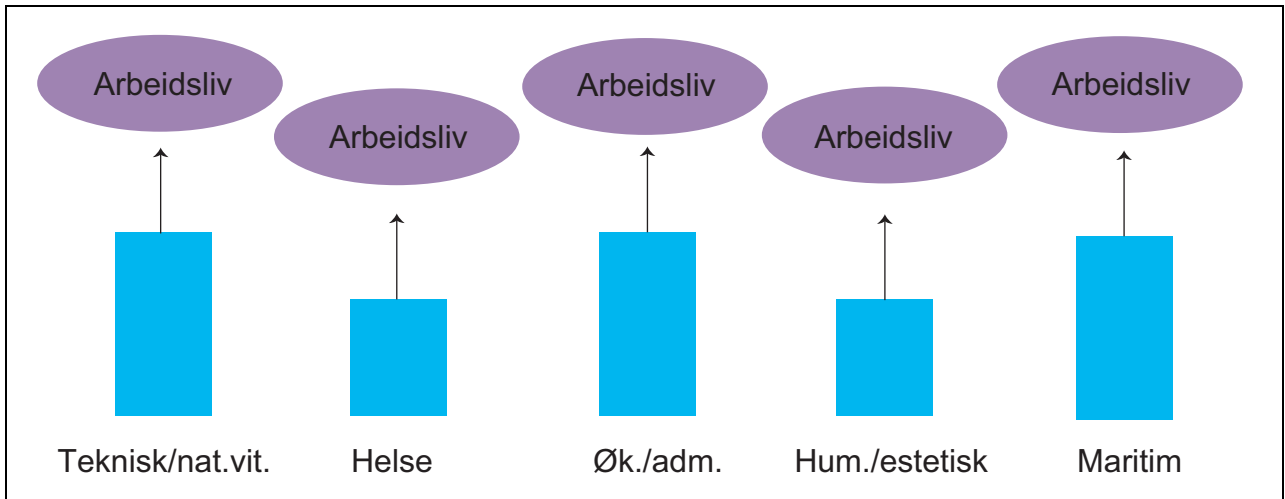 Arbeidsliv
Arbeidsliv
Arbeidsliv
Arbeidsliv
Arbeidsliv
Teknisk/nat.vit.
Helse
Øk./adm.
Hum./estetisk
Maritim